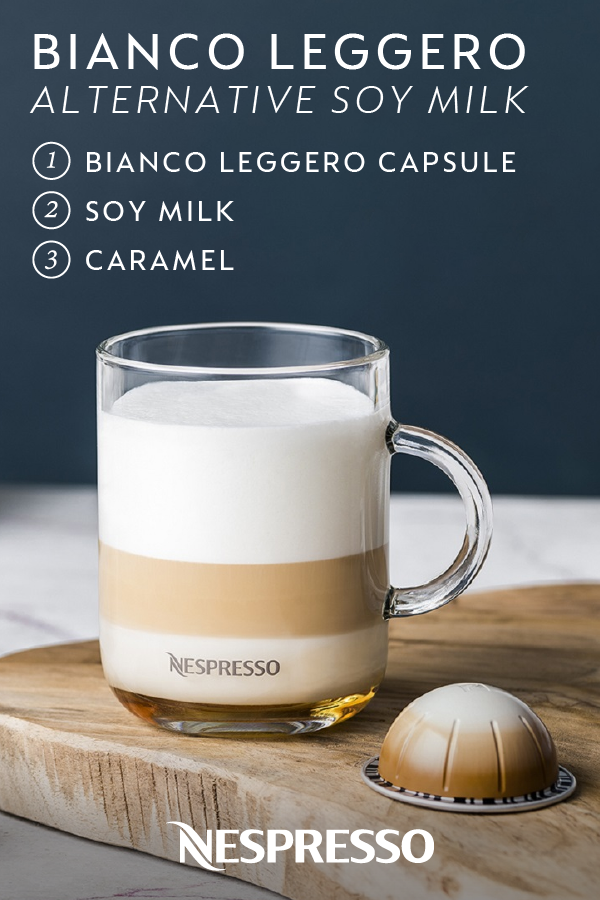 BIANCO LEGGERO
ALTERNATIVE SOY MILK
1 BIANCO LEGGERO CAPSULE
2 SOY MILK
3 CARAMEL
NESPRESSO
NESPRESSO